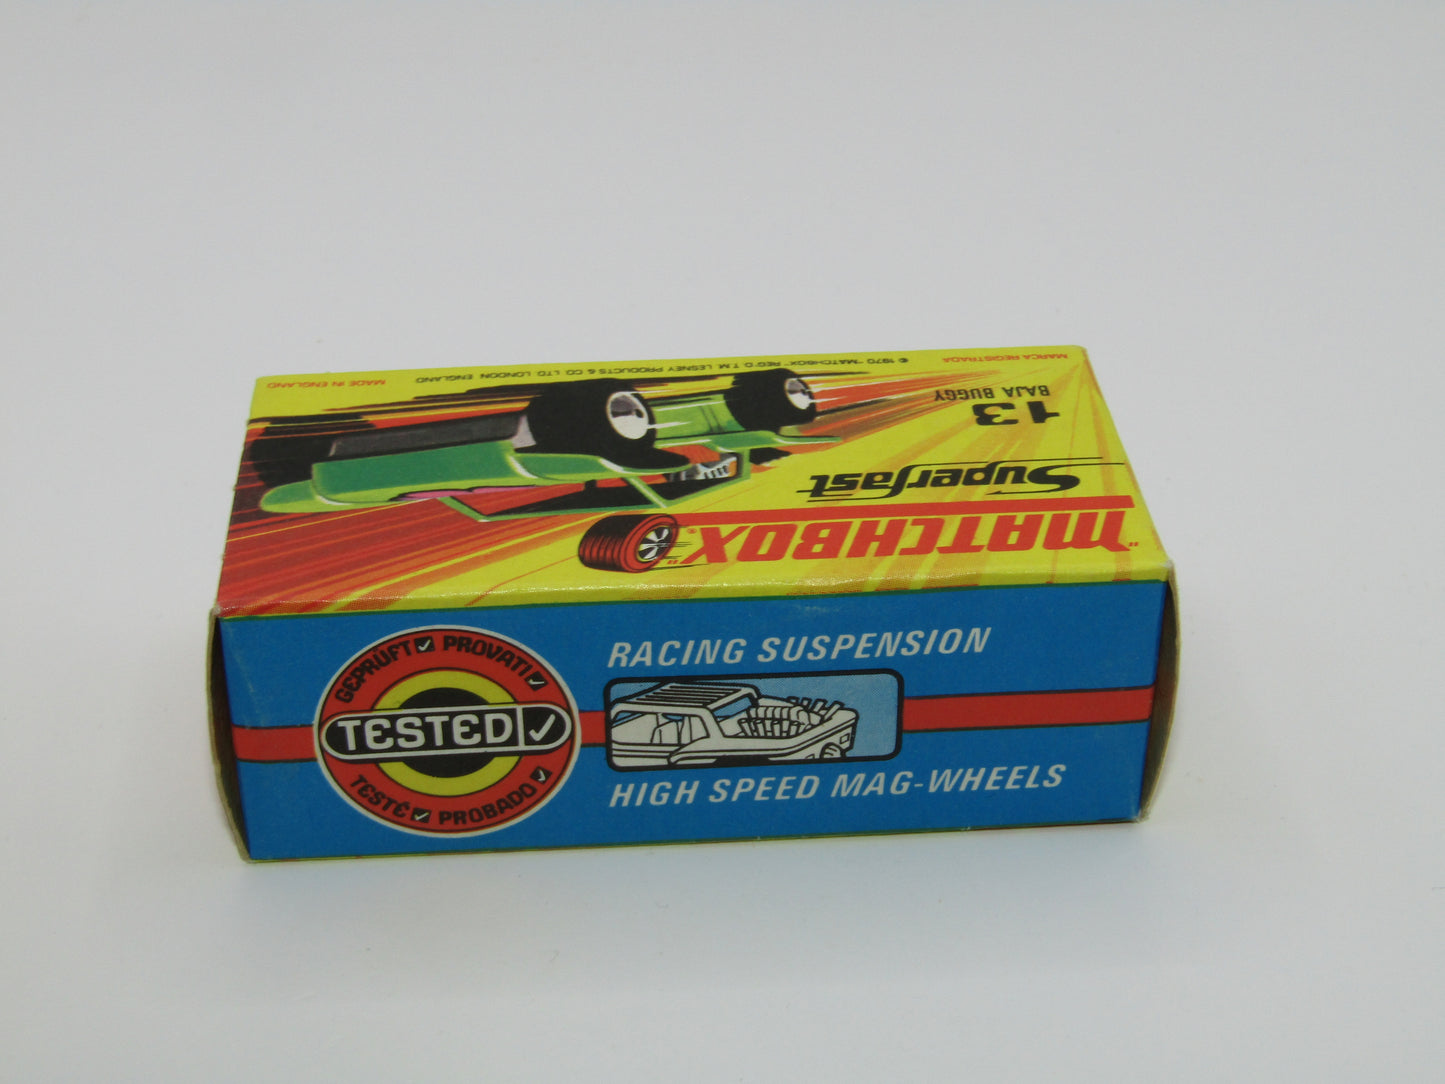 "MATCHBOX"®
Superfast
13
BAJA BUGGY
MARCA REGISTRADA
© 1970 "MATCHBOX" REG'D. T.M. LESNEY PRODUCTS & CO. LTD. LONDON ENGLAND
MADE IN ENGLAND
GEPRÜFT PROVATI
TESTED
TESTÉ PROBADO
RACING SUSPENSION
HIGH SPEED MAG-WHEELS